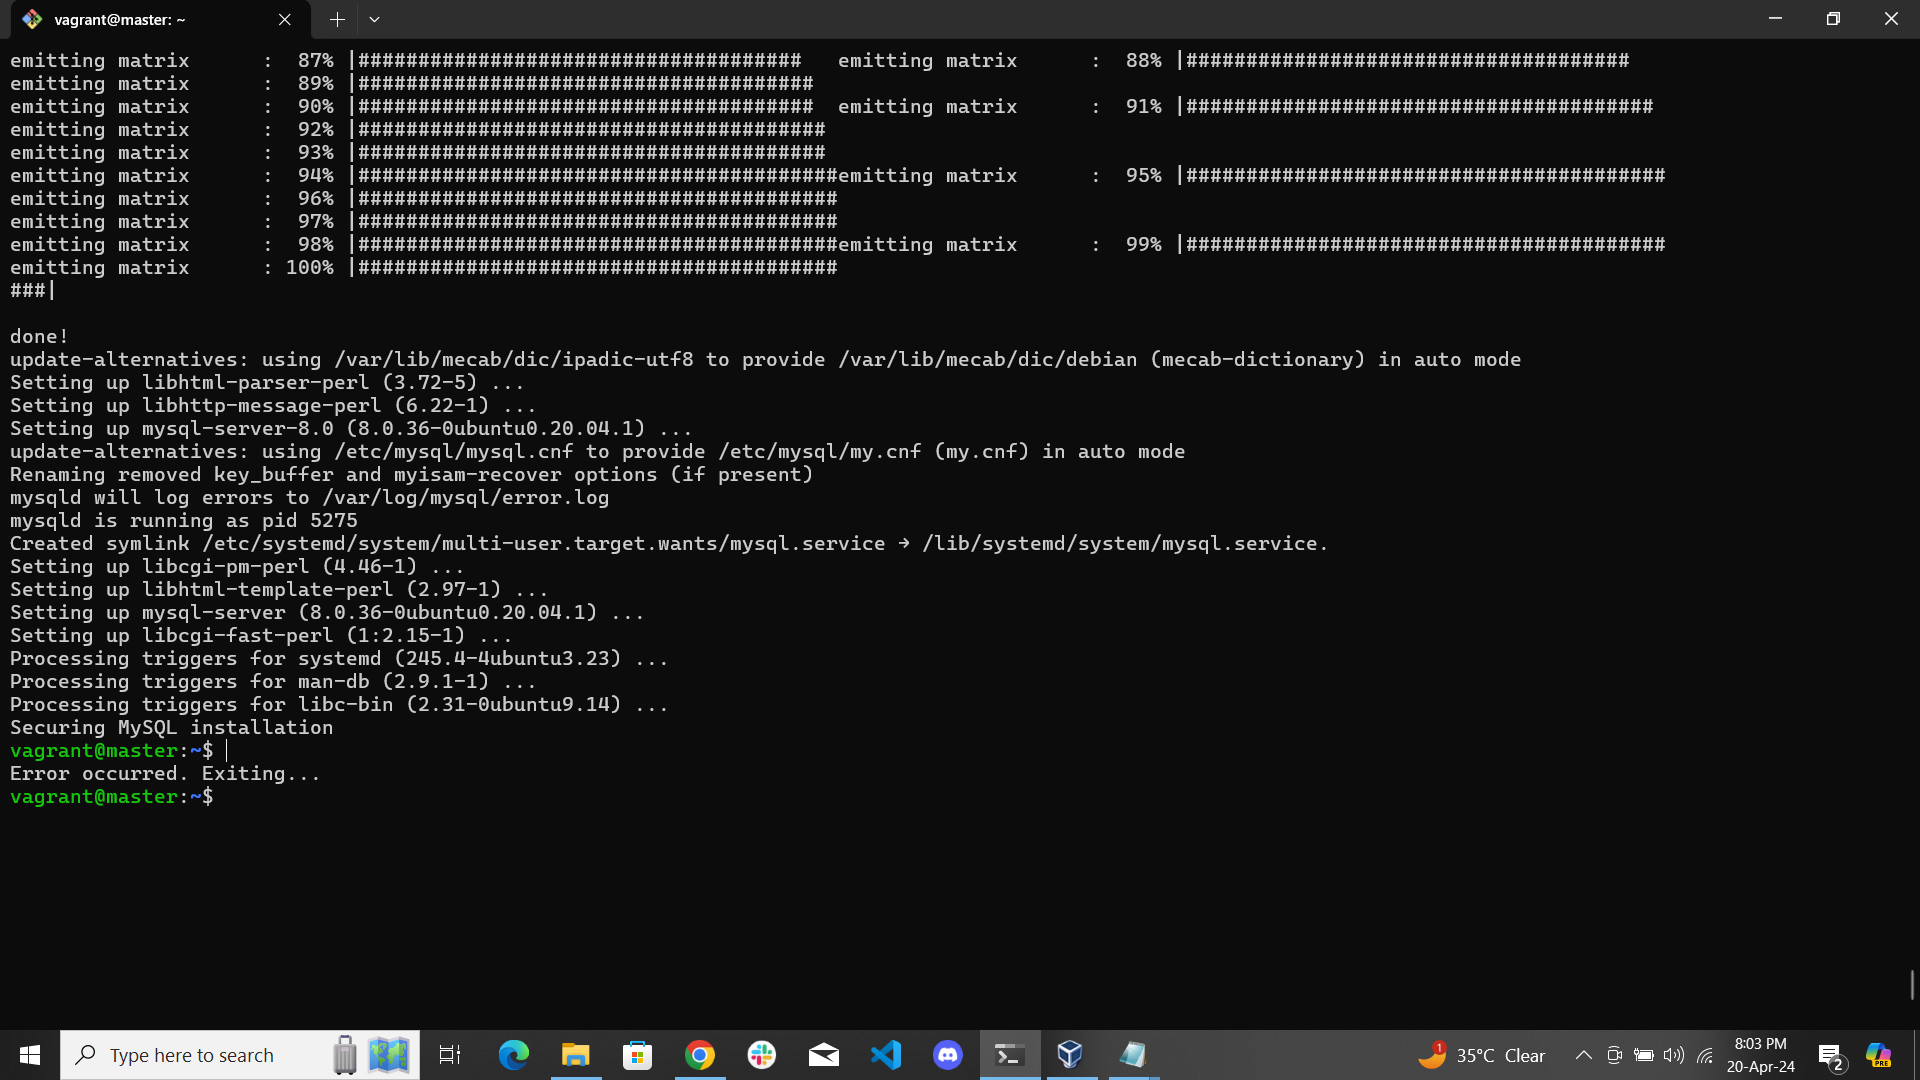 vagrant@master: ~
emitting matrix      :  87% |#####################################   emitting matrix      :  88% |#####################################
emitting matrix      :  89% |######################################
emitting matrix      :  90% |######################################  emitting matrix      :  91% |#######################################
emitting matrix      :  92% |#######################################
emitting matrix      :  93% |#######################################
emitting matrix      :  94% |########################################emitting matrix      :  95% |########################################
emitting matrix      :  96% |########################################
emitting matrix      :  97% |########################################
emitting matrix      :  98% |########################################emitting matrix      :  99% |########################################
emitting matrix      : 100% |########################################
###|
done!
update-alternatives: using /var/lib/mecab/dic/ipadic-utf8 to provide /var/lib/mecab/dic/debian (mecab-dictionary) in auto mode
Setting up libhtml-parser-perl (3.72-5) ...
Setting up libhttp-message-perl (6.22-1) ...
Setting up mysql-server-8.0 (8.0.36-0ubuntu0.20.04.1) ...
update-alternatives: using /etc/mysql/mysql.cnf to provide /etc/mysql/my.cnf (my.cnf) in auto mode
Renaming removed key_buffer and myisam-recover options (if present)
mysqld will log errors to /var/log/mysql/error.log
mysqld is running as pid 5275
Created symlink /etc/systemd/system/multi-user.target.wants/mysql.service → /lib/systemd/system/mysql.service.
Setting up libcgi-pm-perl (4.46-1) ...
Setting up libhtml-template-perl (2.97-1) ...
Setting up mysql-server (8.0.36-0ubuntu0.20.04.1) ...
Setting up libcgi-fast-perl (1:2.15-1) ...
Processing triggers for systemd (245.4-4ubuntu3.23) ...
Processing triggers for man-db (2.9.1-1) ...
Processing triggers for libc-bin (2.31-0ubuntu9.14) ...
Securing MySQL installation
vagrant@master:~$
Error occurred. Exiting...
vagrant@master:~$
Type here to search
1
35°C Clear
8:03 PM
20-Apr-24
2
PRE